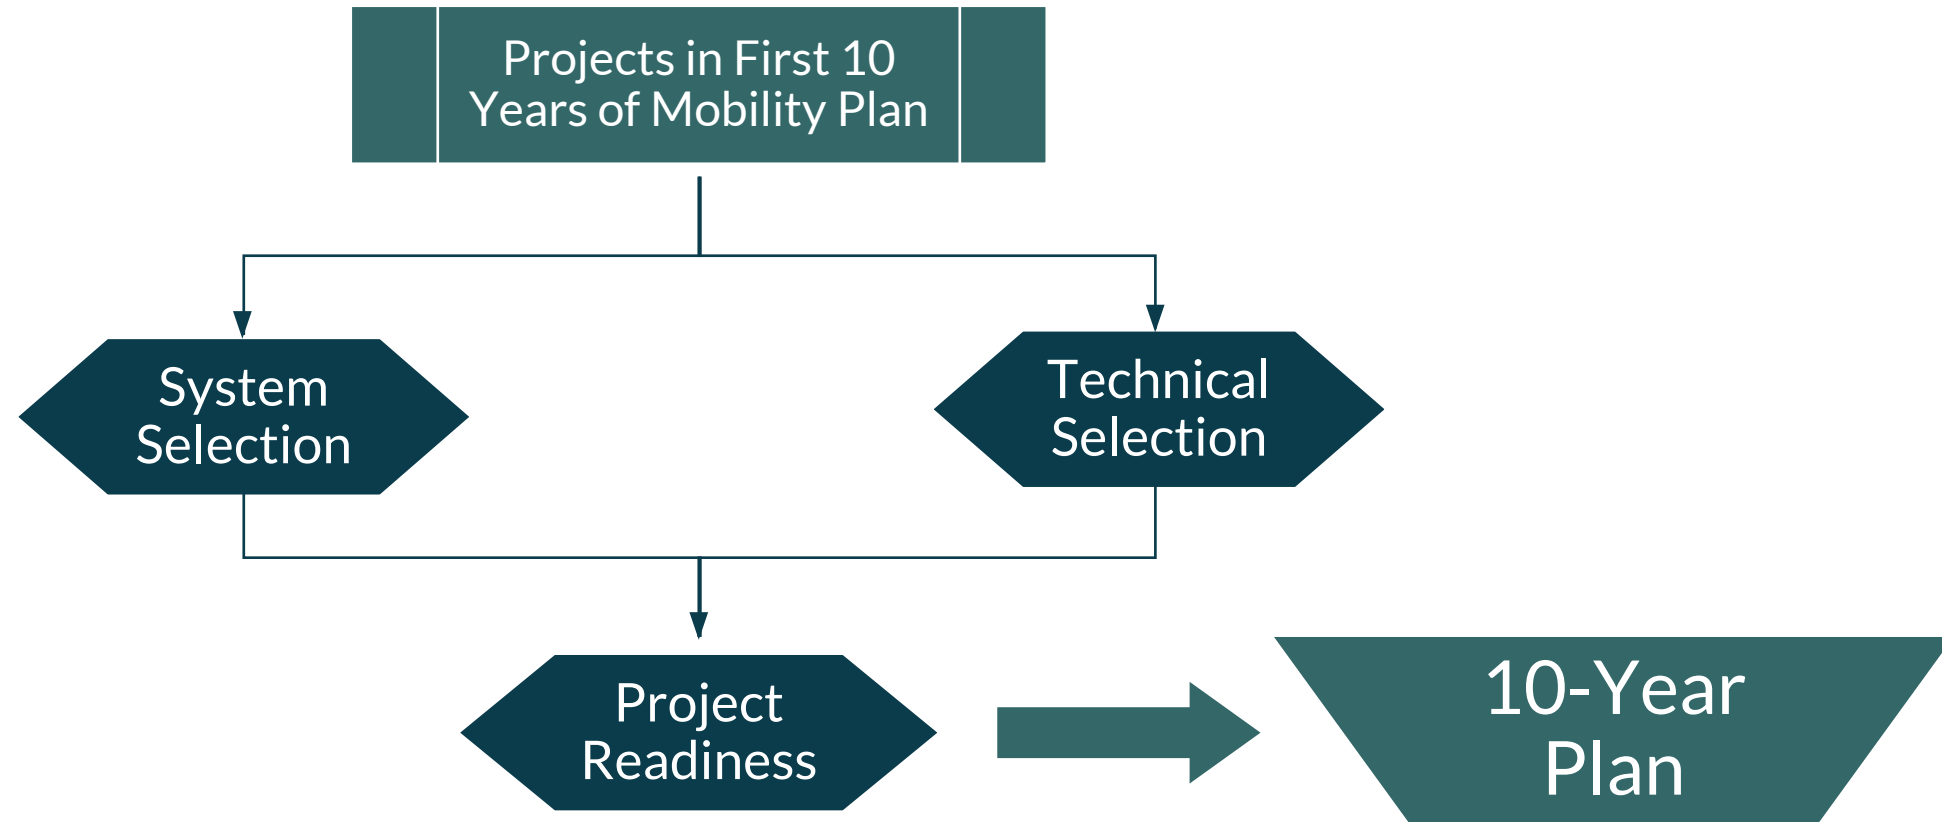 Projects in First 10
Years of Mobility Plan
System
Selection
Technical
Selection
Project
Readiness
10-Year
Plan